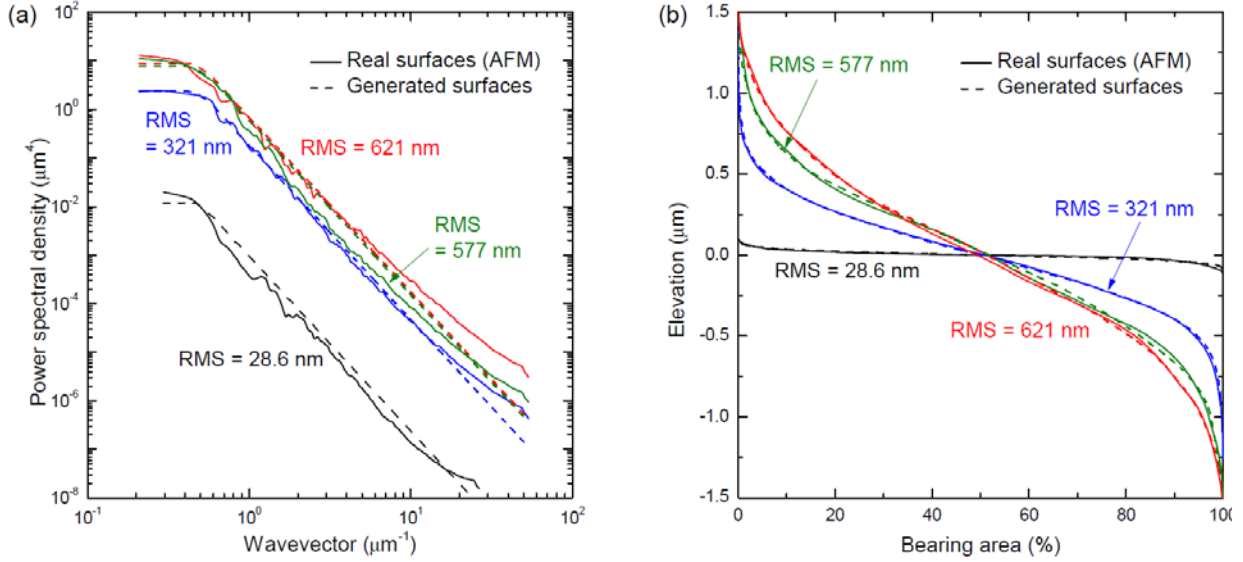 (a)
Power spectral density (μm⁴)
10²
10⁰
10⁻²
10⁻⁴
10⁻⁶
10⁻⁸
10⁻¹
10⁰
10¹
10²
Wavevector (μm⁻¹)
Real surfaces (AFM)
Generated surfaces
RMS
= 321 nm
RMS = 621 nm
RMS
= 577 nm
RMS = 28.6 nm
(b)
Elevation (μm)
1.5
1.0
0.5
0.0
-0.5
-1.0
-1.5
0
20
40
60
80
100
Bearing area (%)
RMS = 577 nm
Real surfaces (AFM)
Generated surfaces
RMS = 321 nm
RMS = 28.6 nm
RMS = 621 nm